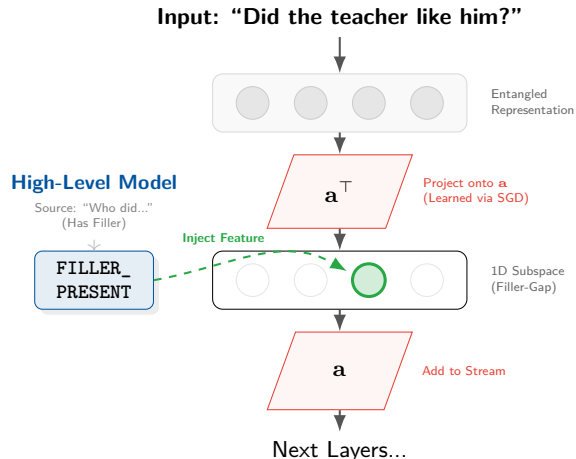 Input: “Did the teacher like him?”
Entangled
Representation
a⊤
Project onto a
(Learned via SGD)
High-Level Model
Source: “Who did...”
(Has Filler)
Inject Feature
FILLER_
PRESENT
1D Subspace
(Filler-Gap)
a
Add to Stream
Next Layers...